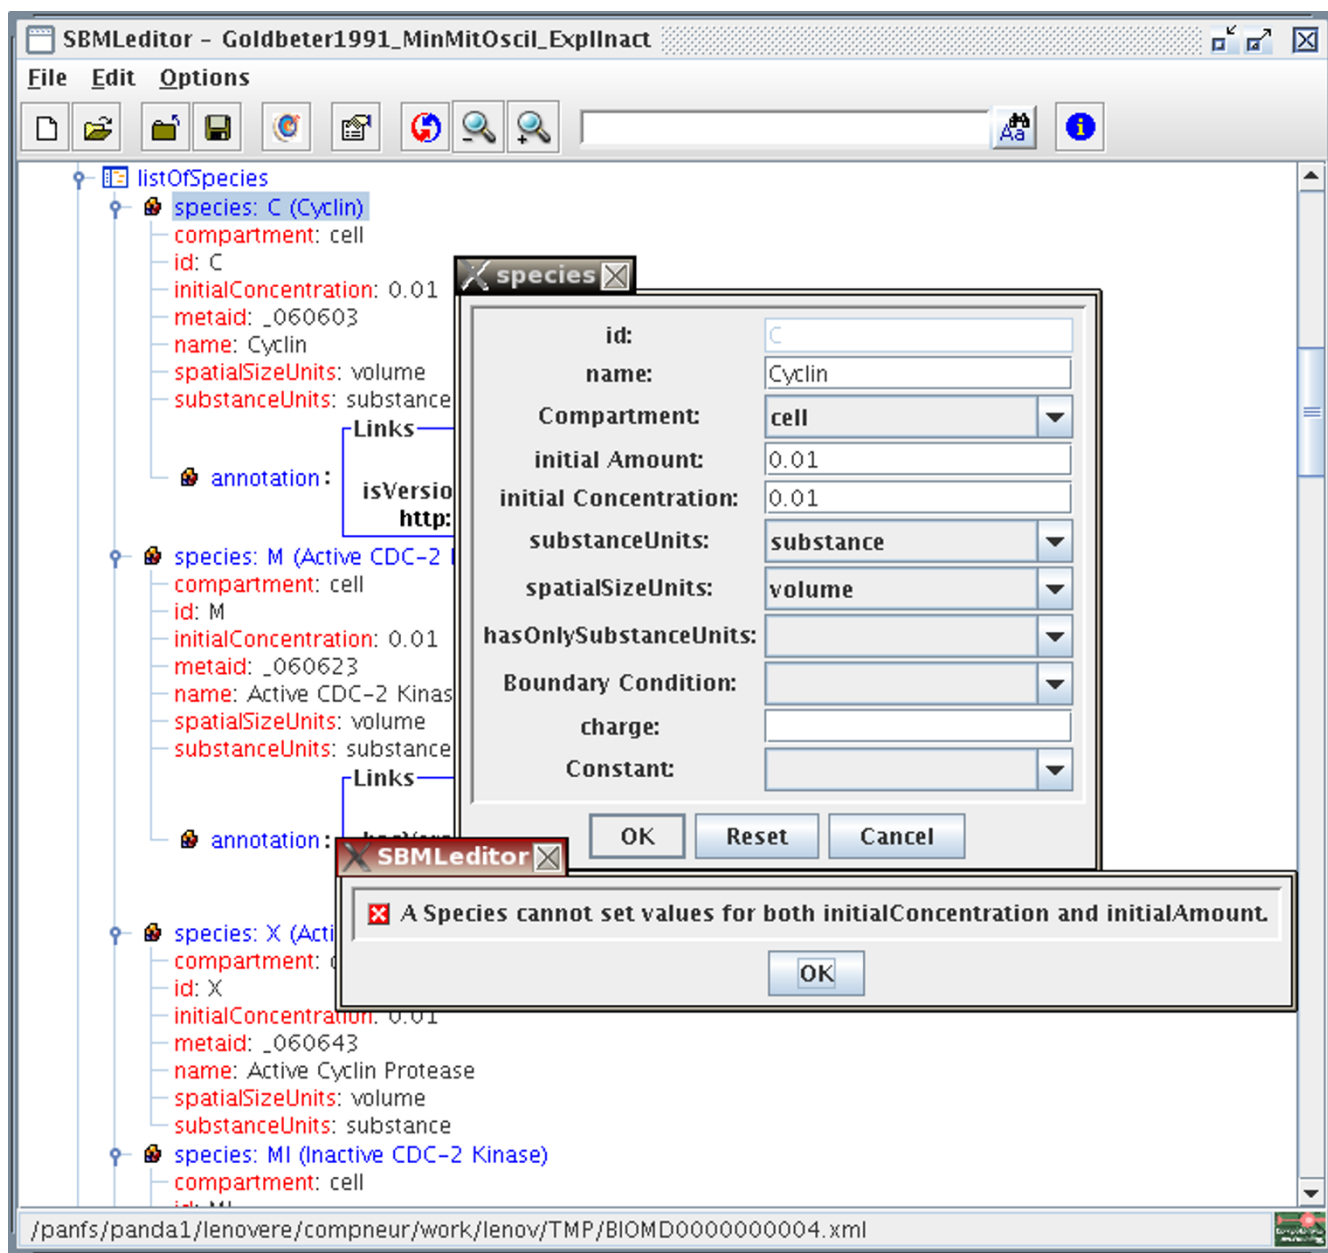 SBMLeditor - Goldbeter1991_MinMitOscil_ExplInact
File Edit Options
Aa
listOfSpecies
species: C (Cyclin)
compartment: cell
id: C
initialConcentration: 0.01
metaid: _060603
name: Cyclin
spatialSizeUnits: volume
substanceUnits: substance
Links
annotation:
isVersio
http:
species: M (Active CDC-2
compartment: cell
id: M
initialConcentration: 0.01
metaid: _060623
name: Active CDC-2 Kinas
spatialSizeUnits: volume
substanceUnits: substance
Links
annotation:
species: X (Acti
compartment:
id: X
initialConcentration: 0.01
metaid: _060643
name: Active Cyclin Protease
spatialSizeUnits: volume
substanceUnits: substance
species: MI (Inactive CDC-2 Kinase)
compartment: cell
id: MI
species
id: C
name: Cyclin
Compartment: cell
initial Amount: 0.01
initial Concentration: 0.01
substanceUnits: substance
spatialSizeUnits: volume
hasOnlySubstanceUnits:
Boundary Condition:
charge:
Constant:
OK Reset Cancel
SBMLeditor
A Species cannot set values for both initialConcentration and initialAmount.
OK
/panfs/panda1/lenovere/compneur/work/lenov/TMP/BIOMD0000000004.xml